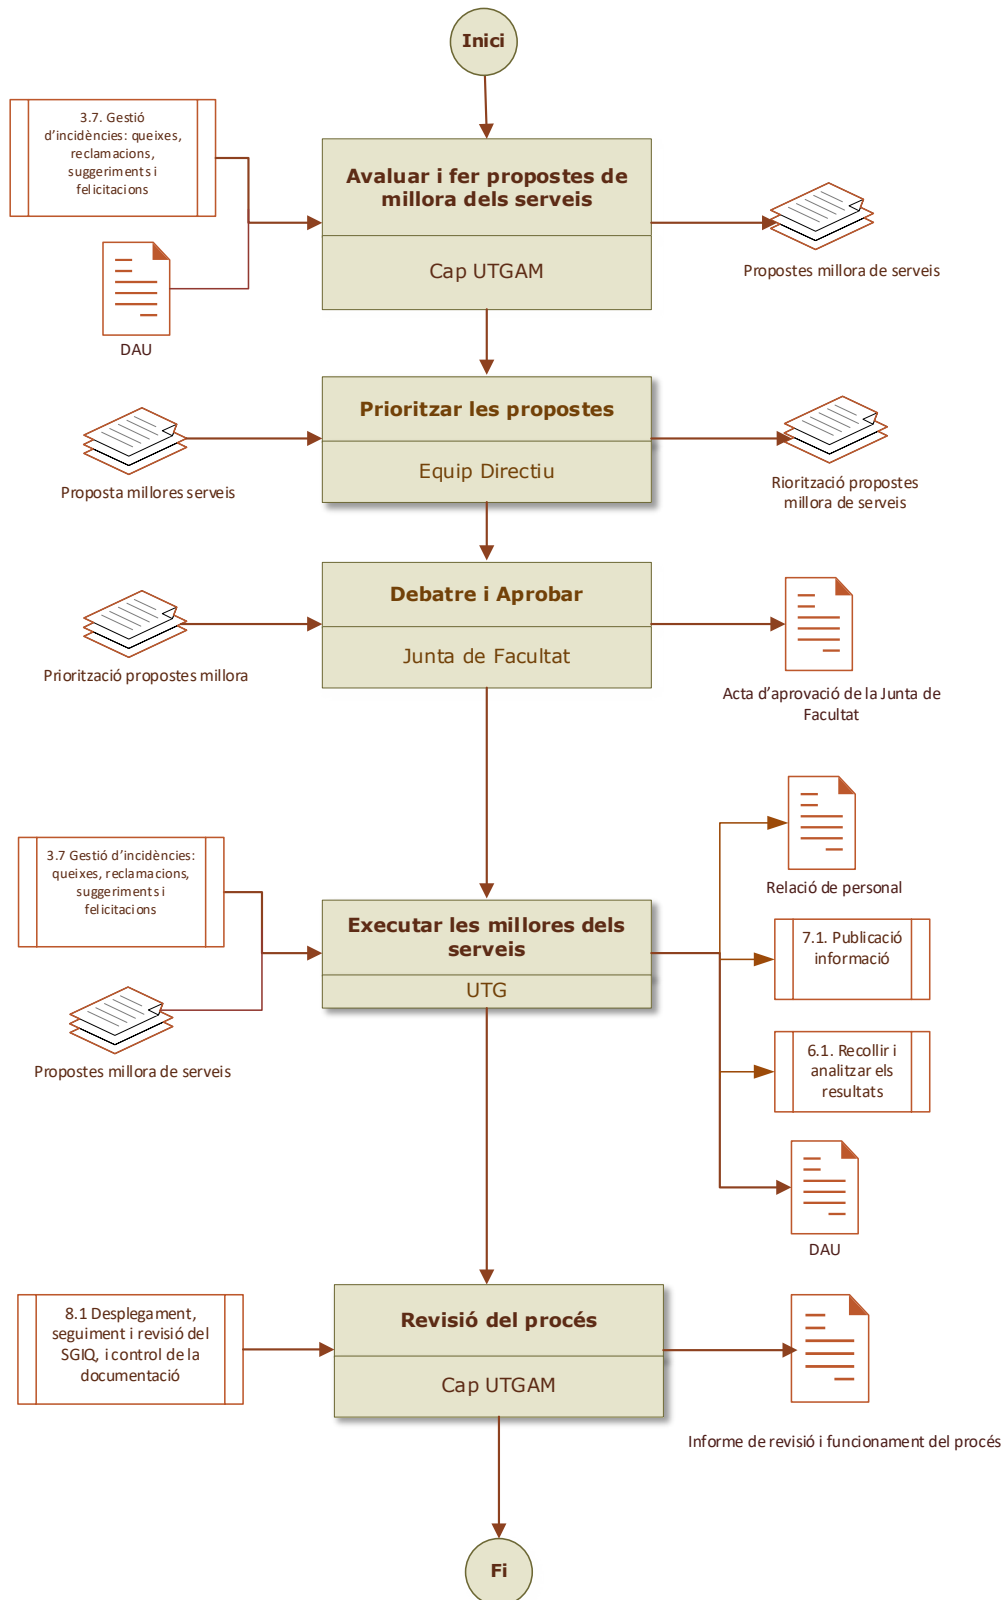 Inici
3.7. Gestió
d’incidències: queixes,
reclamacions,
suggeriments i
felicitacions
Avaluar i fer propostes de
millora dels serveis
Cap UTGAM
Propostes millora de serveis
DAU
Prioritzar les propostes
Equip Directiu
Proposta millores serveis
Riorització propostes
millora de serveis
Debatre i Aprobar
Junta de Facultat
Priorització propostes millora
Acta d’aprovació de la Junta de
Facultat
3.7 Gestió d’incidències:
queixes, reclamacions,
suggeriments i
felicitacions
Executar les millores dels
serveis
UTG
Propostes millora de serveis
Relació de personal
7.1. Publicació
informació
6.1. Recollir i
analitzar els
resultats
DAU
8.1 Desplegament,
seguiment i revisió del
SGIQ, i control de la
documentació
Revisió del procés
Cap UTGAM
Informe de revisió i funcionament del procés
Fi